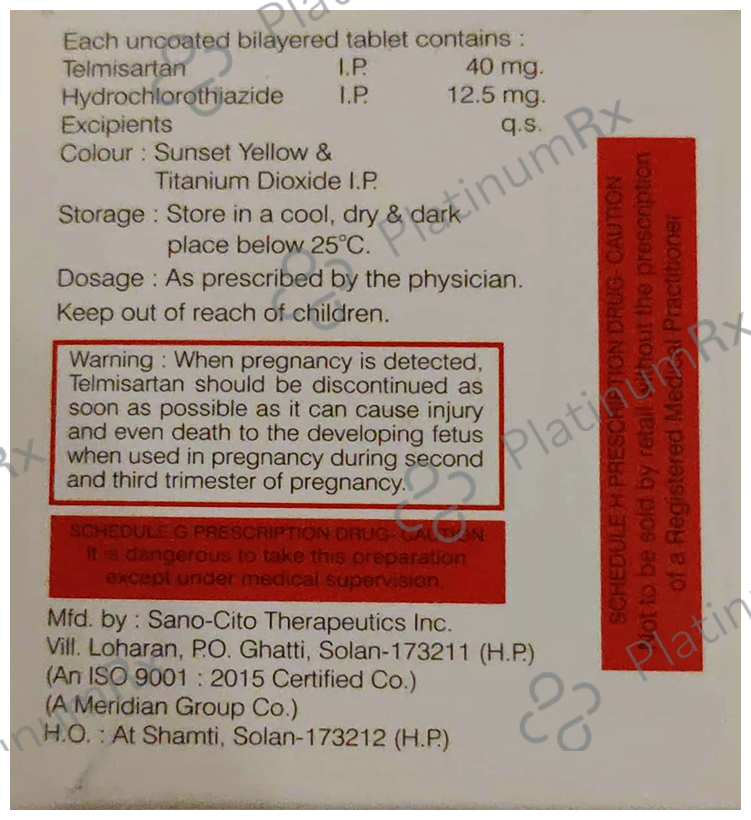 Each uncoated bilayered tablet contains :
Telmisartan I.P. 40 mg.
Hydrochlorothiazide I.P. 12.5 mg.
Excipients q.s.
Colour : Sunset Yellow &
Titanium Dioxide I.P.
Storage : Store in a cool, dry & dark
place below 25°C.
Dosage : As prescribed by the physician.
Keep out of reach of children.
Warning : When pregnancy is detected,
Telmisartan should be discontinued as
soon as possible as it can cause injury
and even death to the developing fetus
when used in pregnancy during second
and third trimester of pregnancy.
SCHEDULE G PRESCRIPTION DRUG- CAUTION
It is dangerous to take this preparation
except under medical supervision.
Mfd. by : Sano-Cito Therapeutics Inc.
Vill. Loharan, P.O. Ghatti, Solan-173211 (H.P.)
(An ISO 9001 : 2015 Certified Co.)
(A Meridian Group Co.)
H.O. : At Shamti, Solan-173212 (H.P.)
SCHEDULE H PRESCRIPTION DRUG- CAUTION
Not to be sold by retail without the prescription
of a Registered Medical Practitioner.
PlatinumRx
PlatinumRx